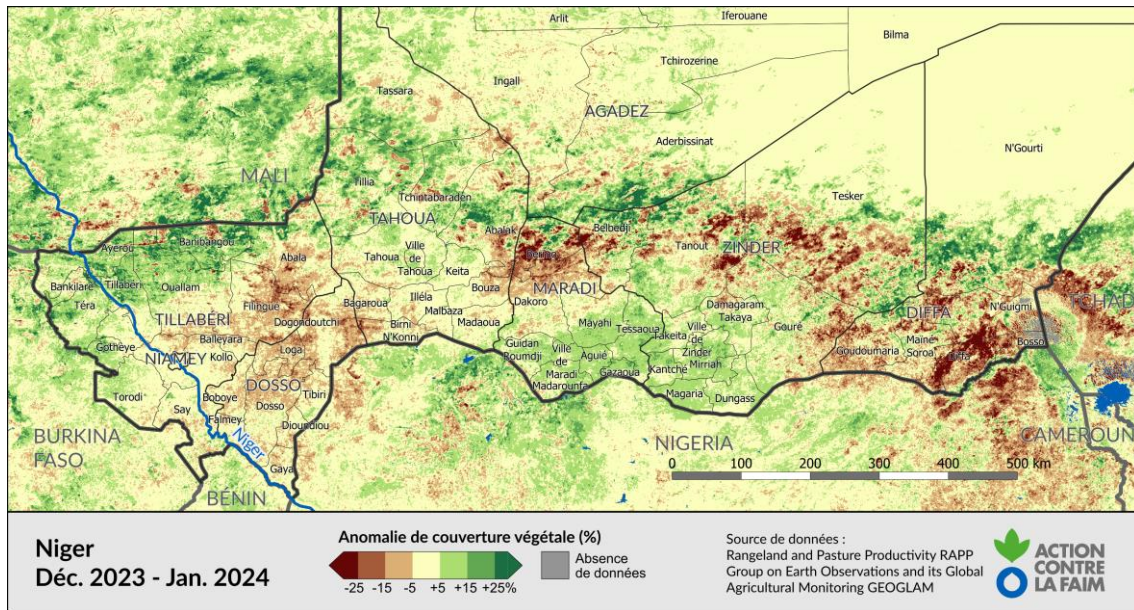 Arlit
Iferouane
Bilma
Tchirozerine
Ingall
Tassara
AGADEZ
Aderbissinat
N'Gourti
MALI
Tillia
Tchintabaraden
Tesker
TAHOUA
Abalak
Belbedji
Ayerou
Banibangou
Abala
Tahoua
Ville
de
Tahoua
Keita
Tanout
ZINDER
Bankilaré
Tillabéri
Ouallam
Bouza
MARADI
Téra
Filingué
Bagaroua
Illéla
Dakoro
Damagaram
Takaya
N'Guigmi
TCHAD
TILLABÉRI
Dogondoutchi
Malbaza
Mayahi
Gouré
DIFFA
Gothèye
Balleyara
Birni
N'Konni
Madaoua
Tessaoua
Takeita
Ville
de
Zinder
Maïné
Soroa
Bosso
NIAMEY
Kollo
Loga
Guidan
Roumdji
Ville
de
Maradi
Aguié
Mirriah
Goudoumaria
Diffa
DOSSO
Kantché
Gazaoua
Madarounfa
Torodi
Say
Boboye
Tibiri
Dosso
Magaria
Dungass
Falmey
Dioundiou
BURKINA
FASO
Niger
Gaya
NIGERIA
CAMEROUN
BÉNIN
0 100 200 300 400 500 km
Niger
Déc. 2023 - Jan. 2024
Anomalie de couverture végétale (%)
-25 -15 -5 +5 +15 +25%
Absence
de données
Source de données :
Rangeland and Pasture Productivity RAPP
Group on Earth Observations and its Global
Agricultural Monitoring GEOGLAM
ACTION
CONTRE
LA FAIM